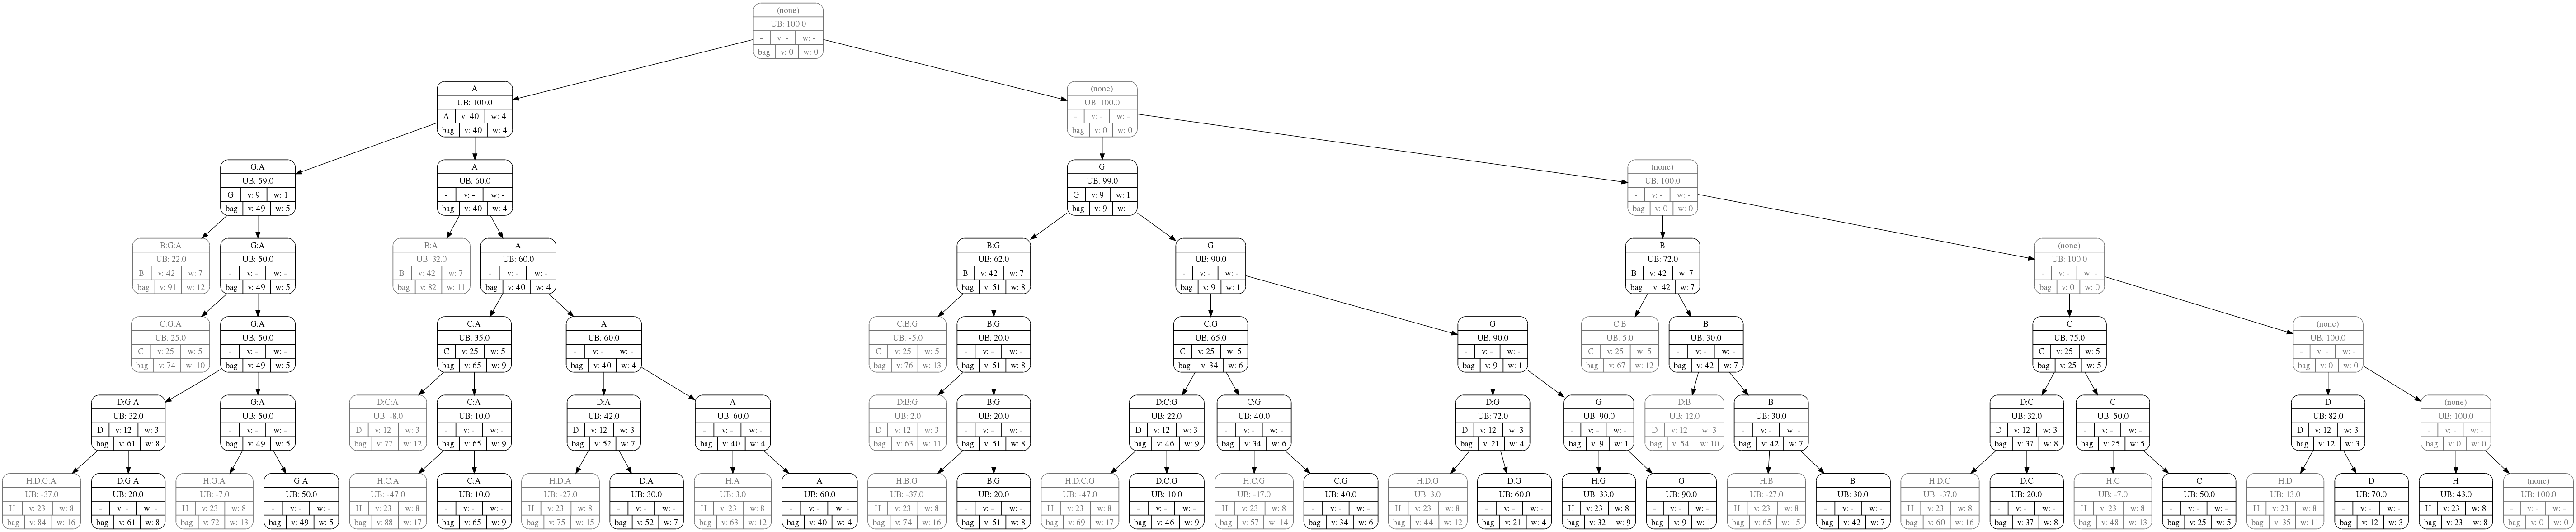 (none)
UB: 100.0
- v: - w: -
bag v: 0 w: 0
A
UB: 100.0
A v: 40 w: 4
bag v: 40 w: 4
(none)
UB: 100.0
- v: - w: -
bag v: 0 w: 0
G:A
UB: 59.0
G v: 9 w: 1
bag v: 49 w: 5
A
UB: 60.0
- v: - w: -
bag v: 40 w: 4
G
UB: 99.0
G v: 9 w: 1
bag v: 9 w: 1
(none)
UB: 100.0
- v: - w: -
bag v: 0 w: 0
B:G:A
UB: 22.0
B v: 42 w: 7
bag v: 91 w: 12
G:A
UB: 50.0
- v: - w: -
bag v: 49 w: 5
B:A
UB: 32.0
B v: 42 w: 7
bag v: 82 w: 11
A
UB: 60.0
- v: - w: -
bag v: 40 w: 4
B:G
UB: 62.0
B v: 42 w: 7
bag v: 51 w: 8
G
UB: 90.0
- v: - w: -
bag v: 9 w: 1
B
UB: 72.0
B v: 42 w: 7
bag v: 42 w: 7
(none)
UB: 100.0
- v: - w: -
bag v: 0 w: 0
C:G:A
UB: 25.0
C v: 25 w: 5
bag v: 74 w: 10
G:A
UB: 50.0
- v: - w: -
bag v: 49 w: 5
C:A
UB: 35.0
C v: 25 w: 5
bag v: 65 w: 9
A
UB: 60.0
- v: - w: -
bag v: 40 w: 4
C:B:G
UB: -5.0
C v: 25 w: 5
bag v: 76 w: 13
B:G
UB: 20.0
- v: - w: -
bag v: 51 w: 8
C:G
UB: 65.0
C v: 25 w: 5
bag v: 34 w: 6
G
UB: 90.0
- v: - w: -
bag v: 9 w: 1
C:B
UB: 5.0
C v: 25 w: 5
bag v: 67 w: 12
B
UB: 30.0
- v: - w: -
bag v: 42 w: 7
C
UB: 75.0
C v: 25 w: 5
bag v: 25 w: 5
(none)
UB: 100.0
- v: - w: -
bag v: 0 w: 0
D:G:A
UB: 32.0
D v: 12 w: 3
bag v: 61 w: 8
G:A
UB: 50.0
- v: - w: -
bag v: 49 w: 5
D:C:A
UB: -8.0
D v: 12 w: 3
bag v: 77 w: 12
C:A
UB: 10.0
- v: - w: -
bag v: 65 w: 9
D:A
UB: 42.0
D v: 12 w: 3
bag v: 52 w: 7
A
UB: 60.0
- v: - w: -
bag v: 40 w: 4
D:B:G
UB: 2.0
D v: 12 w: 3
bag v: 63 w: 11
B:G
UB: 20.0
- v: - w: -
bag v: 51 w: 8
D:C:G
UB: 22.0
D v: 12 w: 3
bag v: 46 w: 9
C:G
UB: 40.0
- v: - w: -
bag v: 34 w: 6
D:G
UB: 72.0
D v: 12 w: 3
bag v: 21 w: 4
G
UB: 90.0
- v: - w: -
bag v: 9 w: 1
D:B
UB: 12.0
D v: 12 w: 3
bag v: 54 w: 10
B
UB: 30.0
- v: - w: -
bag v: 42 w: 7
D:C
UB: 32.0
D v: 12 w: 3
bag v: 37 w: 8
C
UB: 50.0
- v: - w: -
bag v: 25 w: 5
D
UB: 82.0
D v: 12 w: 3
bag v: 12 w: 3
(none)
UB: 100.0
- v: - w: -
bag v: 0 w: 0
H:D:G:A
UB: -37.0
H v: 23 w: 8
bag v: 84 w: 16
D:G:A
UB: 20.0
- v: - w: -
bag v: 61 w: 8
H:G:A
UB: -7.0
H v: 23 w: 8
bag v: 72 w: 13
G:A
UB: 50.0
- v: - w: -
bag v: 49 w: 5
H:C:A
UB: -47.0
H v: 23 w: 8
bag v: 88 w: 17
C:A
UB: 10.0
- v: - w: -
bag v: 65 w: 9
H:D:A
UB: -27.0
H v: 23 w: 8
bag v: 75 w: 15
D:A
UB: 30.0
- v: - w: -
bag v: 52 w: 7
H:A
UB: 3.0
H v: 23 w: 8
bag v: 63 w: 12
A
UB: 60.0
- v: - w: -
bag v: 40 w: 4
H:B:G
UB: -37.0
H v: 23 w: 8
bag v: 74 w: 16
B:G
UB: 20.0
- v: - w: -
bag v: 51 w: 8
H:D:C:G
UB: -47.0
H v: 23 w: 8
bag v: 69 w: 17
D:C:G
UB: 10.0
- v: - w: -
bag v: 46 w: 9
H:C:G
UB: -17.0
H v: 23 w: 8
bag v: 57 w: 14
C:G
UB: 40.0
- v: - w: -
bag v: 34 w: 6
H:D:G
UB: 3.0
H v: 23 w: 8
bag v: 44 w: 12
D:G
UB: 60.0
- v: - w: -
bag v: 21 w: 4
H:G
UB: 33.0
H v: 23 w: 8
bag v: 32 w: 9
G
UB: 90.0
- v: - w: -
bag v: 9 w: 1
H:B
UB: -27.0
H v: 23 w: 8
bag v: 65 w: 15
B
UB: 30.0
- v: - w: -
bag v: 42 w: 7
H:D:C
UB: -37.0
H v: 23 w: 8
bag v: 60 w: 16
D:C
UB: 20.0
- v: - w: -
bag v: 37 w: 8
H:C
UB: -7.0
H v: 23 w: 8
bag v: 48 w: 13
C
UB: 50.0
- v: - w: -
bag v: 25 w: 5
H:D
UB: 13.0
H v: 23 w: 8
bag v: 35 w: 11
D
UB: 70.0
- v: - w: -
bag v: 12 w: 3
H
UB: 43.0
H v: 23 w: 8
bag v: 23 w: 8
(none)
UB: 100.0
- v: - w: -
bag v: 0 w: 0